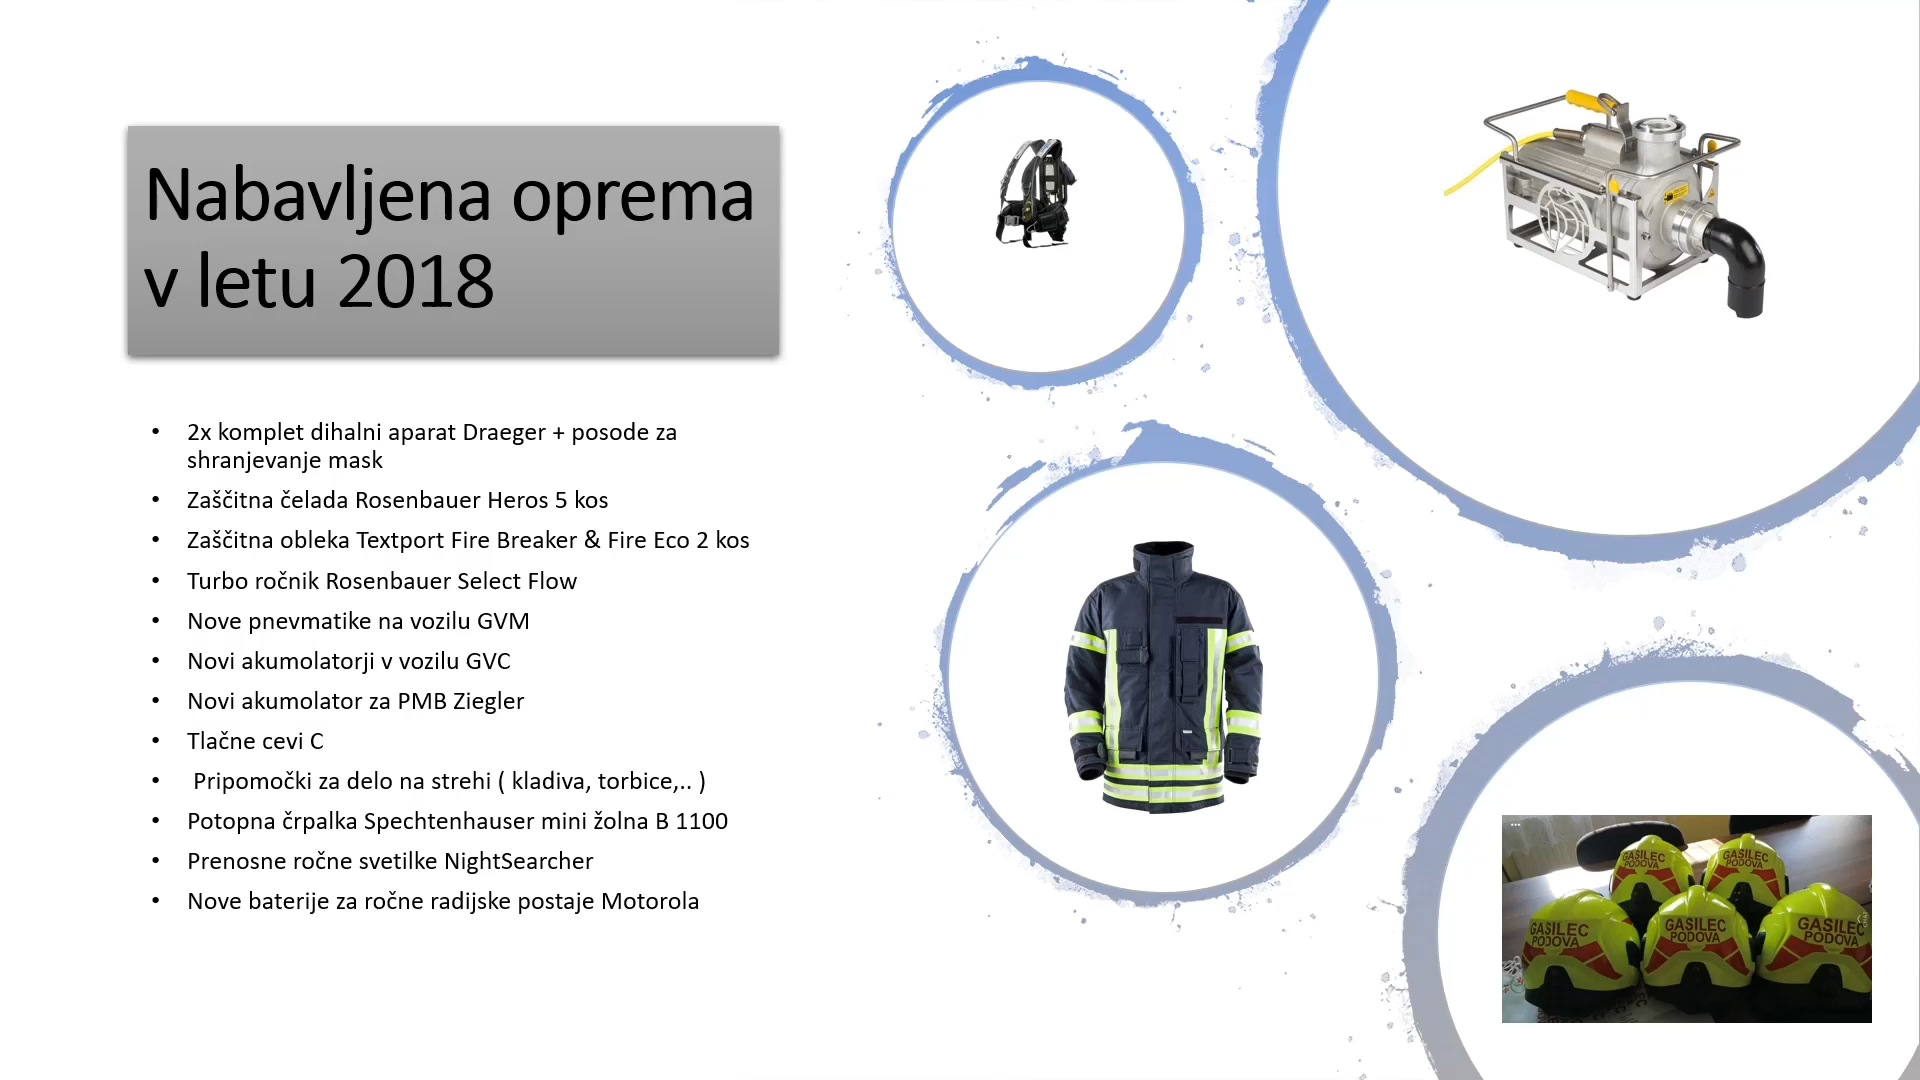 Nabavljena oprema
v letu 2018
• 2x komplet dihalni aparat Draeger + posode za
shranjevanje mask
• Zaščitna čelada Rosenbauer Heros 5 kos
• Zaščitna obleka Textport Fire Breaker & Fire Eco 2 kos
• Turbo ročnik Rosenbauer Select Flow
• Nove pnevmatike na vozilu GVM
• Novi akumolatorji v vozilu GVC
• Novi akumolator za PMB Ziegler
• Tlačne cevi C
• Pripomočki za delo na strehi ( kladiva, torbice,.. )
• Potopna črpalka Spechtenhauser mini žolna B 1100
• Prenosne ročne svetilke NightSearcher
• Nove baterije za ročne radijske postaje Motorola
GASILEC
PODOVA
GASILEC
PODOVA
GASILEC
PODOVA
GASILEC
PODOVA
GASILEC
PODOVA